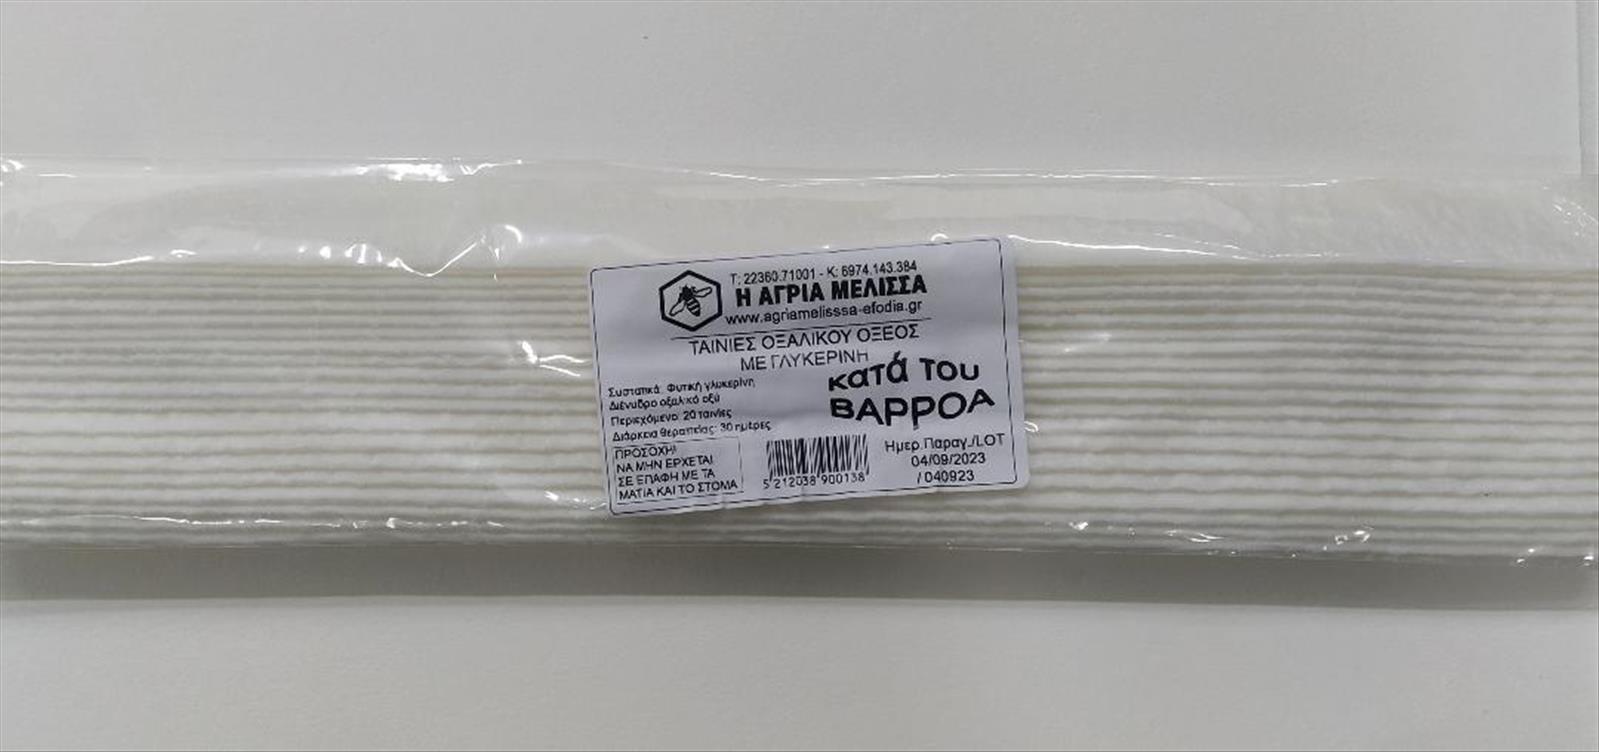 Τ: 22360.71001 - Κ: 6974.143.384
Η ΑΓΡΙΑ ΜΕΛΙΣΣΑ
www.agriamelisssa-efodia.gr
ΤΑΙΝΙΕΣ ΟΞΑΛΙΚΟΥ ΟΞΕΟΣ
ΜΕ ΓΛΥΚΕΡΙΝΗ
κατά του
ΒΑΡΡΟΑ
Συστατικά: Φυτική γλυκερίνη
Διένυδρο οξαλικό οξύ
Περιεχόμενο: 20 ταινίες
Διάρκεια θεραπείας: 30 ημέρες
ΠΡΟΣΟΧΗ!
ΝΑ ΜΗΝ ΕΡΧΕΤΑΙ
ΣΕ ΕΠΑΦΗ ΜΕ ΤΑ
ΜΑΤΙΑ ΚΑΙ ΤΟ ΣΤΟΜΑ
5 212038 900138
Ημερ.Παραγ./LOT
04/09/2023
/ 040923